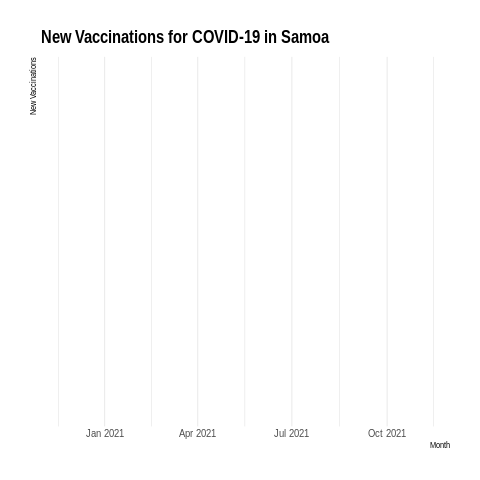 New Vaccinations for COVID-19 in Samoa
New Vaccinations
Jan 2021
Apr 2021
Jul 2021
Oct 2021
Month